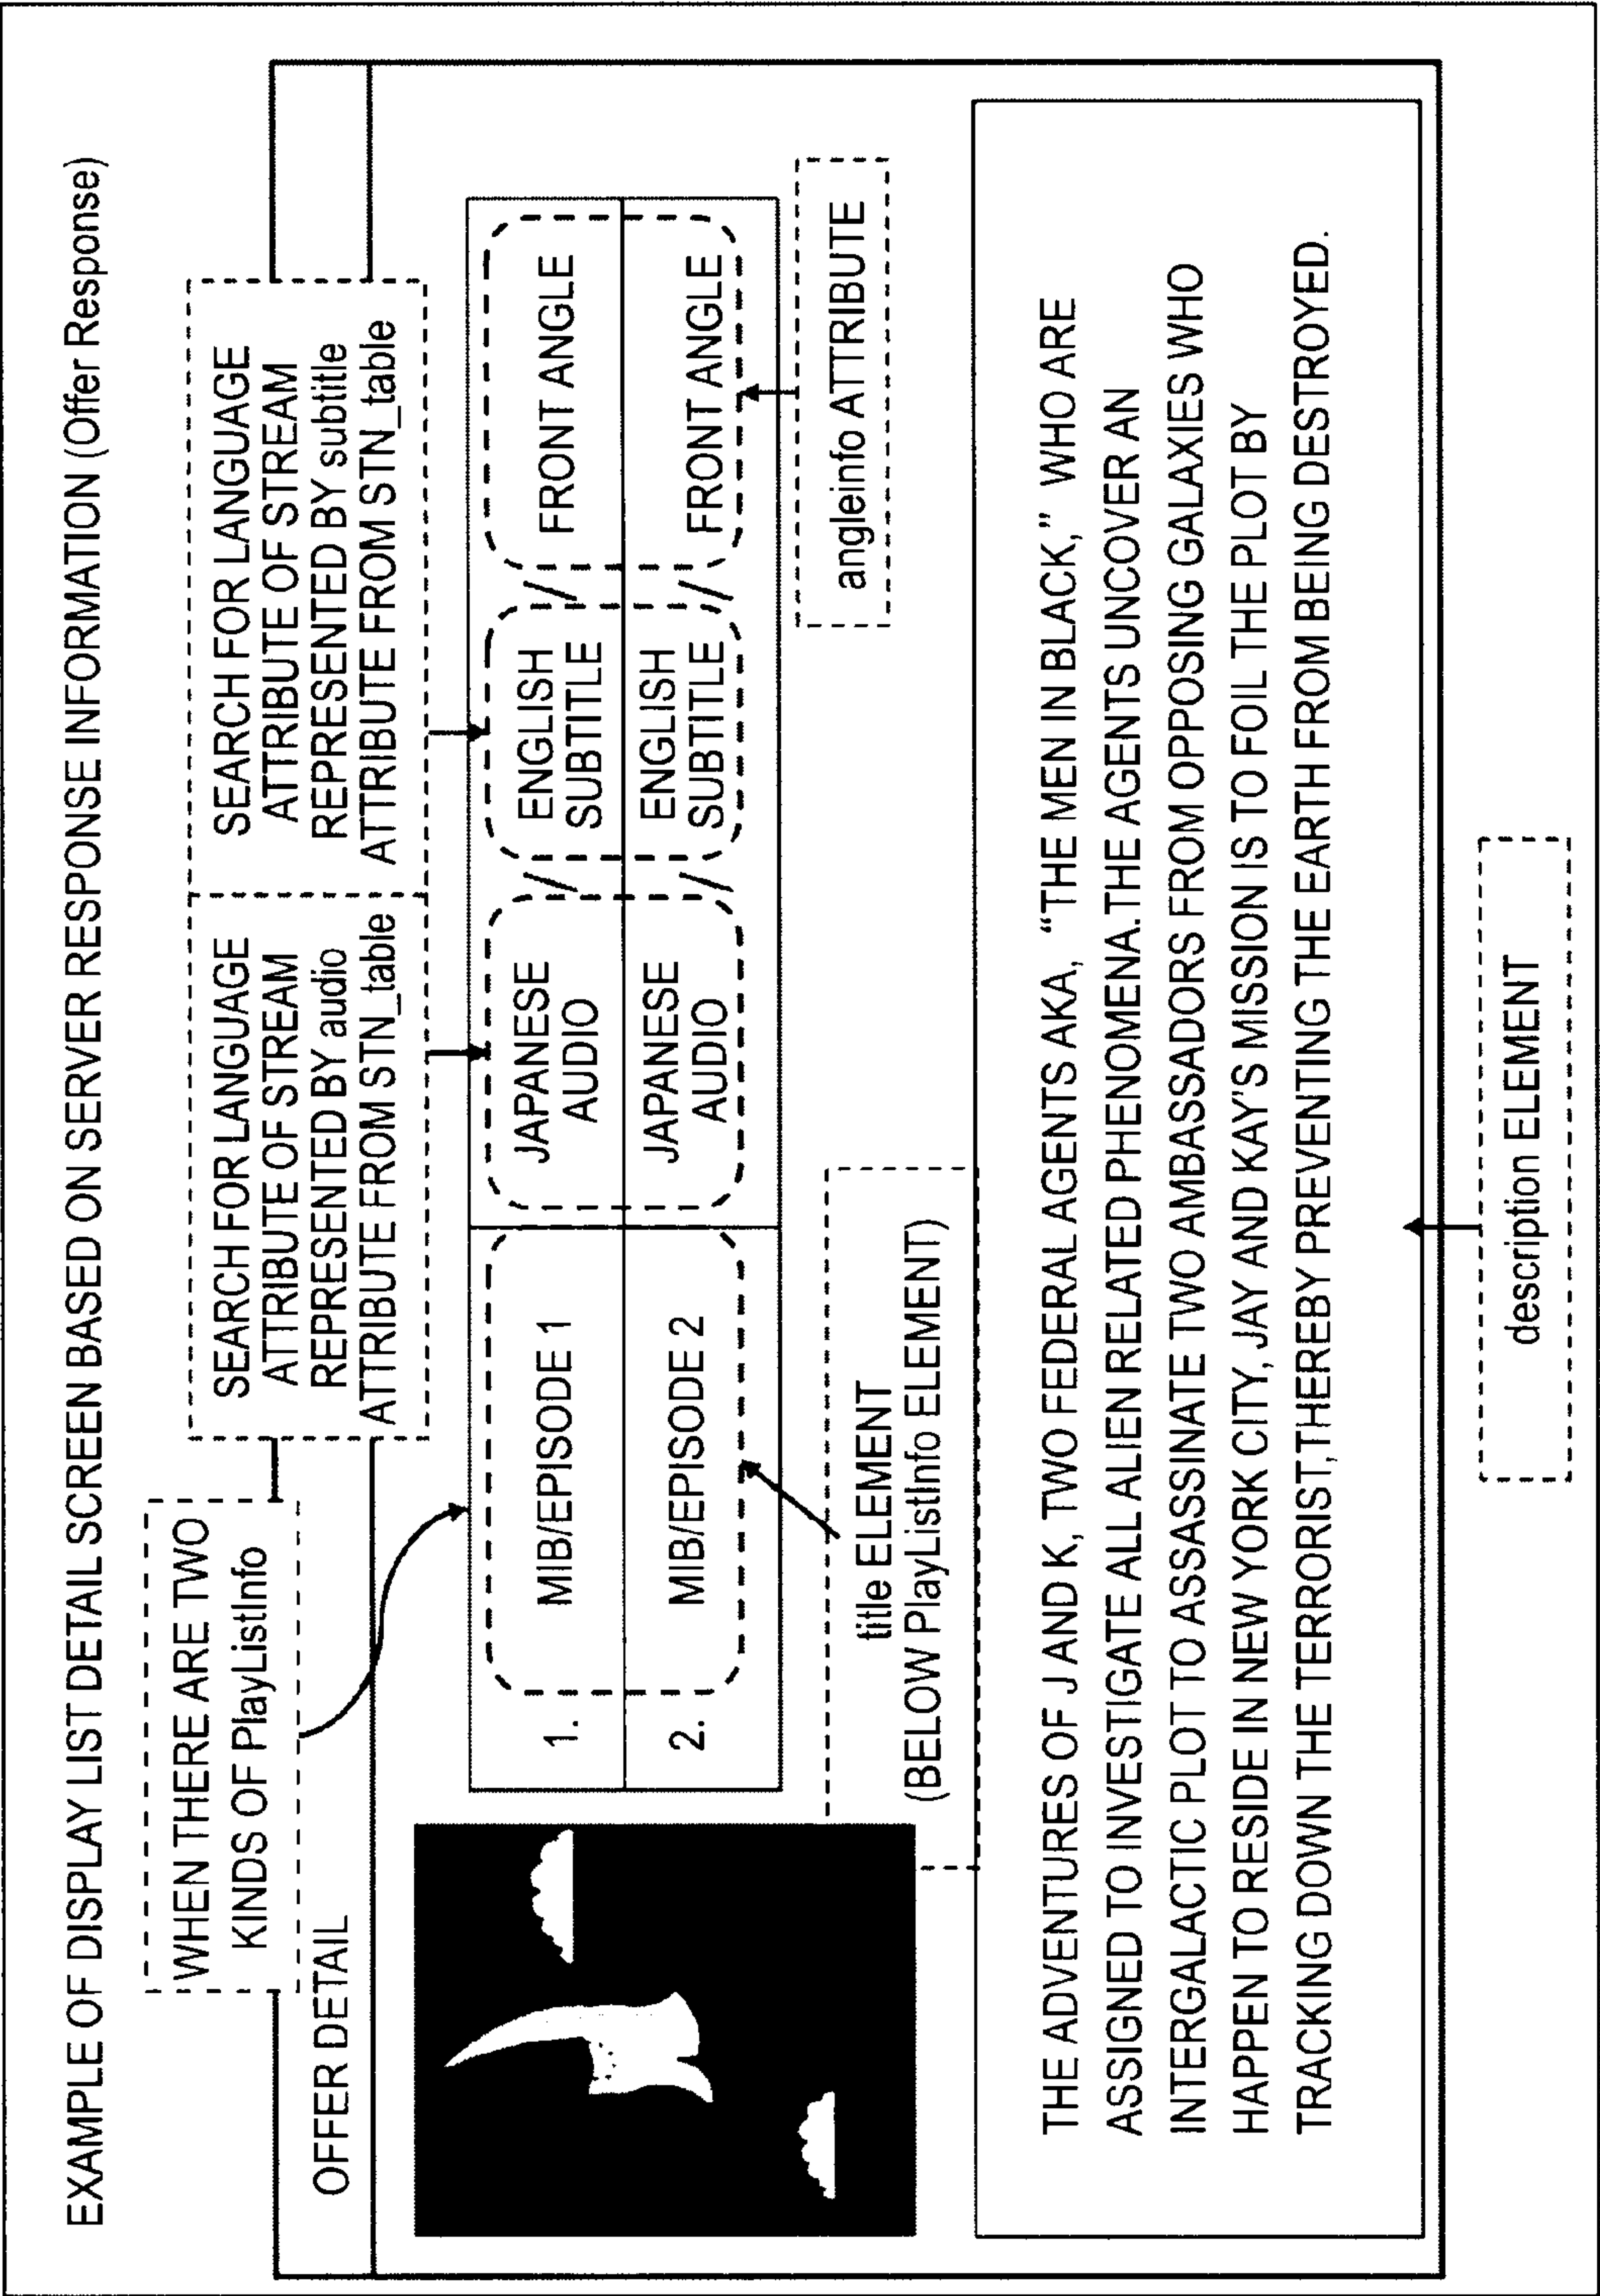 EXAMPLE OF DISPLAY LIST DETAIL SCREEN BASED ON SERVER RESPONSE INFORMATION (Offer Response)
WHEN THERE ARE TWO
KINDS OF PlayListInfo
SEARCH FOR LANGUAGE
ATTRIBUTE OF STREAM
REPRESENTED BY audio
ATTRIBUTE FROM STN_table
SEARCH FOR LANGUAGE
ATTRIBUTE OF STREAM
REPRESENTED BY subtitle
ATTRIBUTE FROM STN_table
OFFER DETAIL
1. MIB/EPISODE 1
JAPANESE
AUDIO
/
ENGLISH
SUBTITLE
/
FRONT ANGLE
2. MIB/EPISODE 2
JAPANESE
AUDIO
/
ENGLISH
SUBTITLE
/
FRONT ANGLE
title ELEMENT
(BELOW PlayListInfo ELEMENT)
angleinfo ATTRIBUTE
THE ADVENTURES OF J AND K, TWO FEDERAL AGENTS AKA, “THE MEN IN BLACK,” WHO ARE
ASSIGNED TO INVESTIGATE ALL ALIEN RELATED PHENOMENA.THE AGENTS UNCOVER AN
INTERGALACTIC PLOT TO ASSASSINATE TWO AMBASSADORS FROM OPPOSING GALAXIES WHO
HAPPEN TO RESIDE IN NEW YORK CITY, JAY AND KAY'S MISSION IS TO FOIL THE PLOT BY
TRACKING DOWN THE TERRORIST,THEREBY PREVENTING THE EARTH FROM BEING DESTROYED.
description ELEMENT